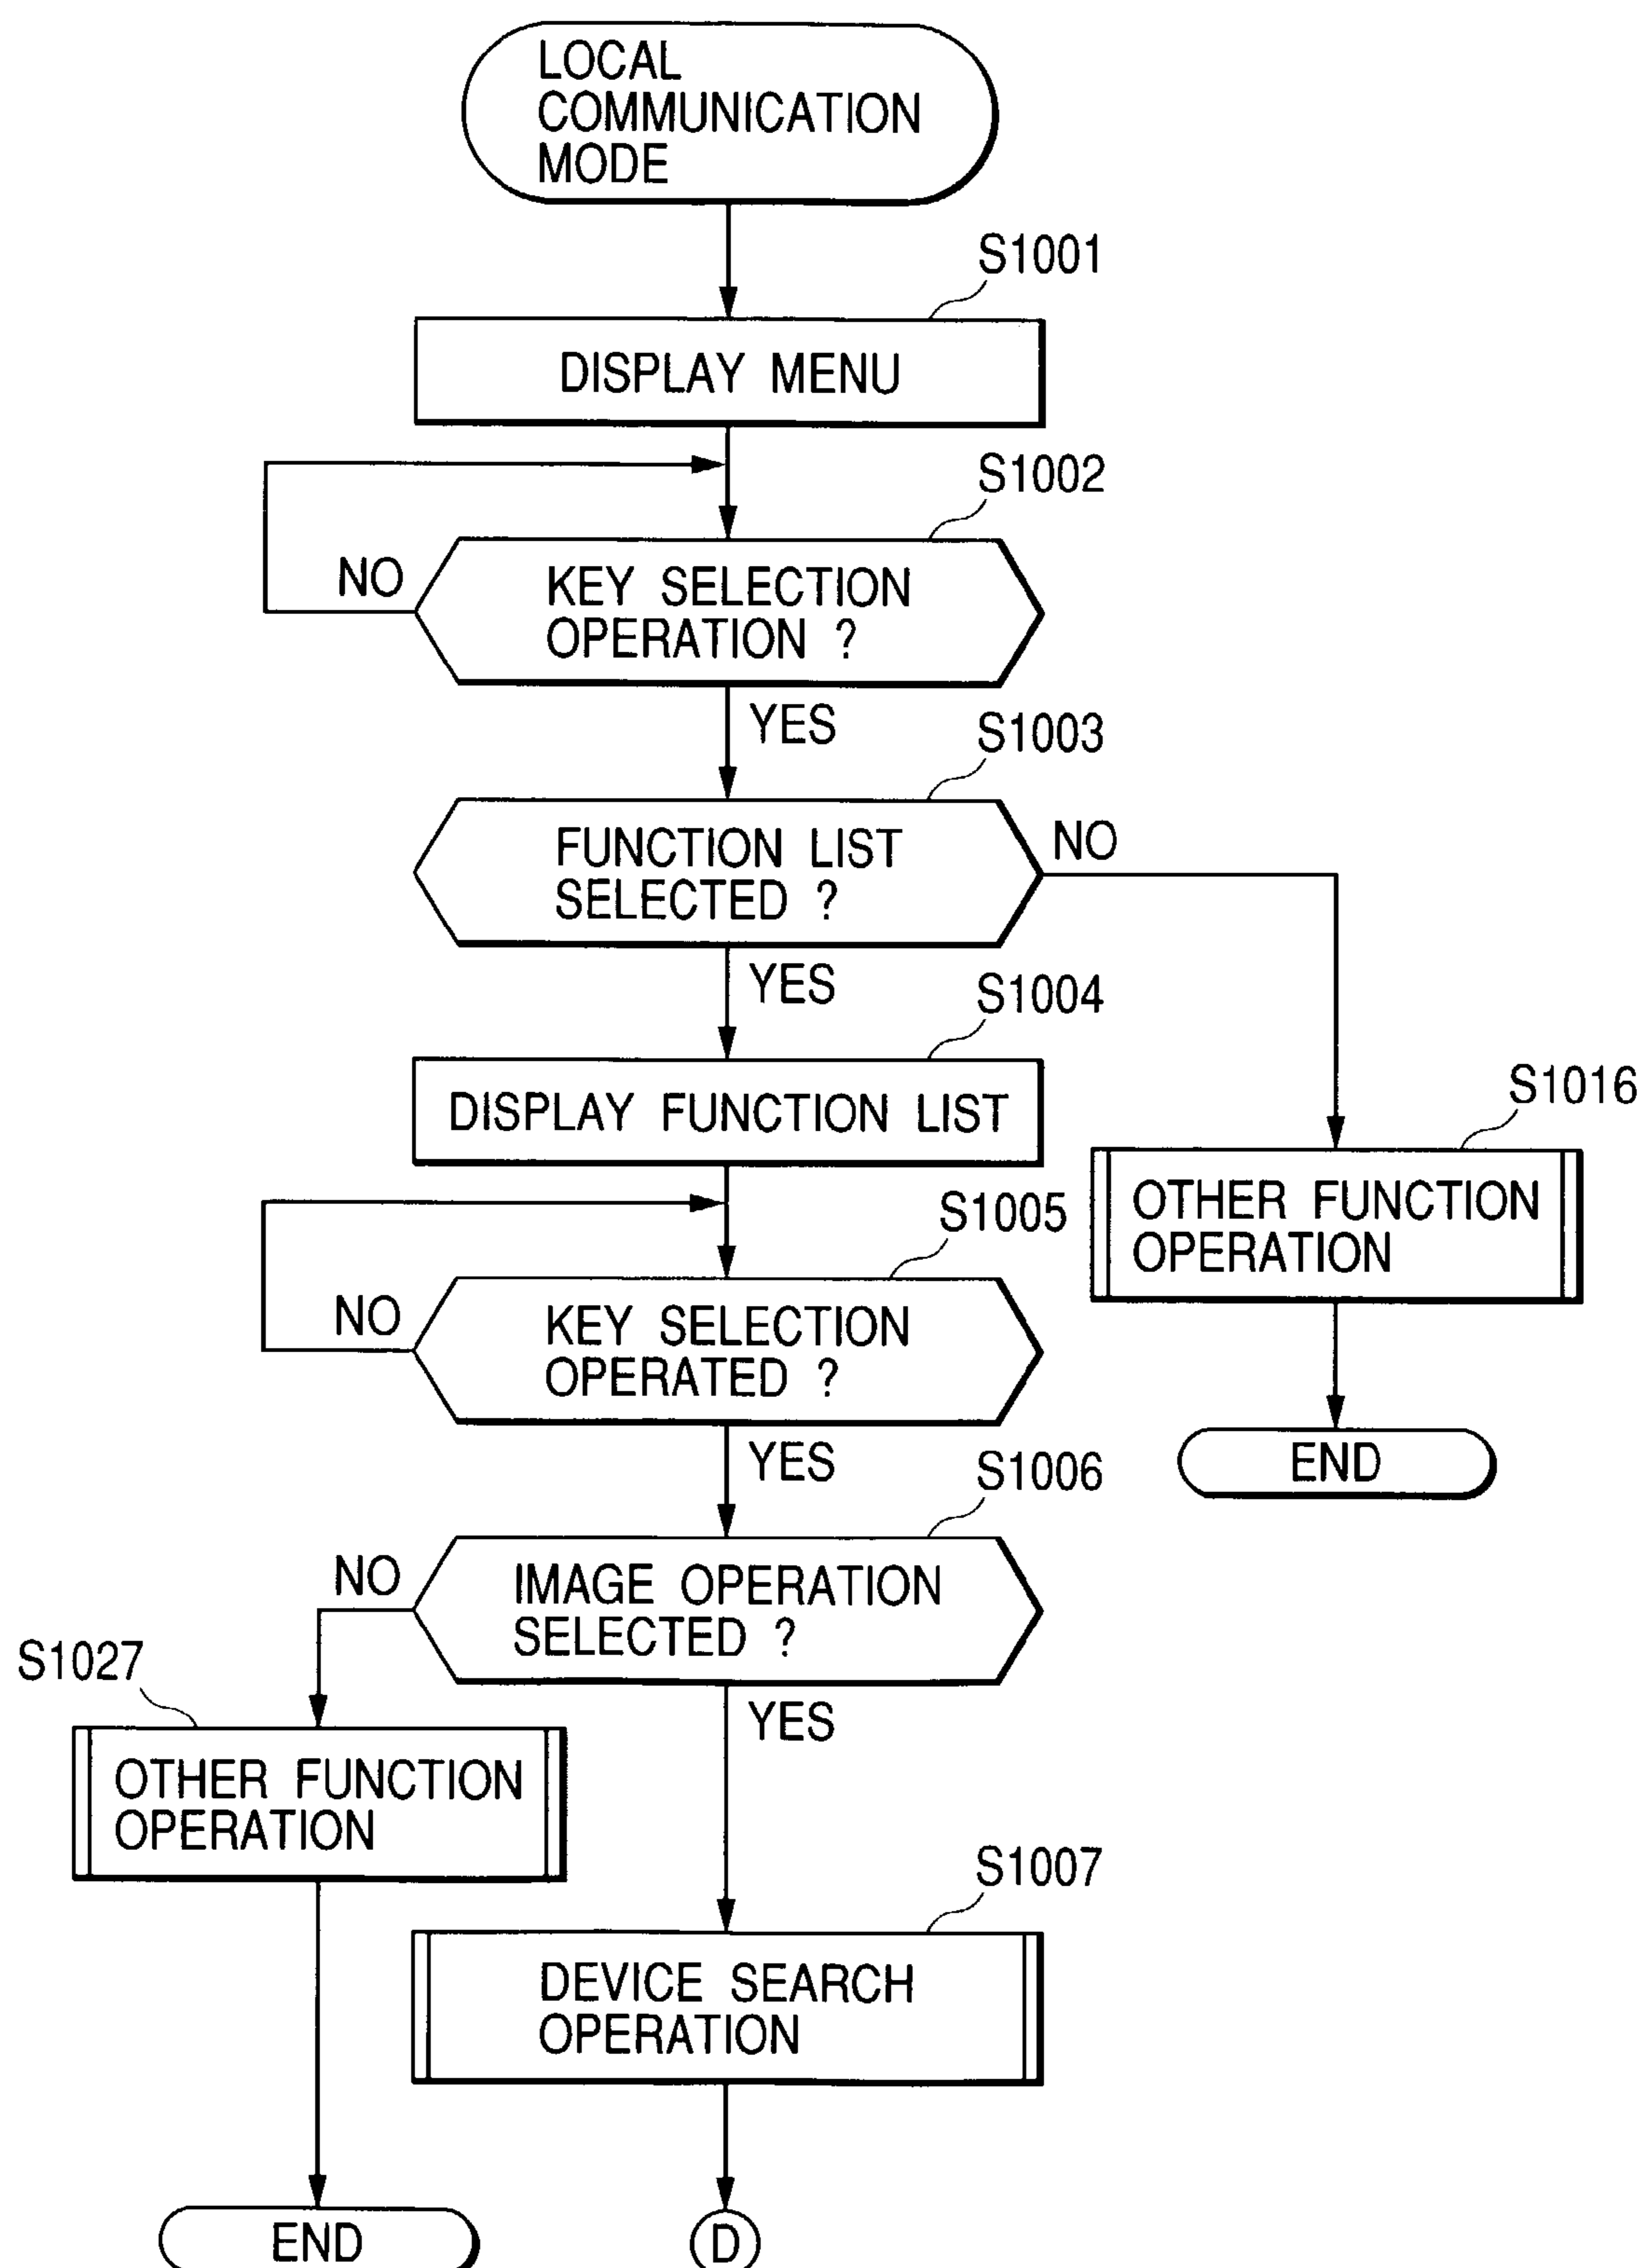 LOCAL
COMMUNICATION
MODE
S1001
DISPLAY MENU
S1002
NO
KEY SELECTION
OPERATION ?
YES
S1003
FUNCTION LIST
SELECTED ?
NO
YES
S1004
DISPLAY FUNCTION LIST
S1016
OTHER FUNCTION
OPERATION
S1005
NO
KEY SELECTION
OPERATED ?
END
YES
S1006
NO
IMAGE OPERATION
SELECTED ?
S1027
YES
OTHER FUNCTION
OPERATION
S1007
DEVICE SEARCH
OPERATION
END
D